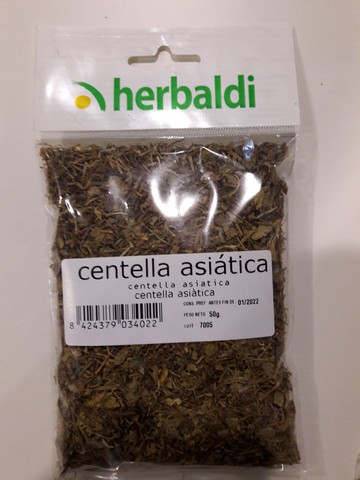 herbaldi
centella asiática
centella asiatica
centella asiàtica
CONS. PREF. ANTES FIN DE: 01/2022
PESO NETO: 50g.
LOTE: 7005
8 424379 034022